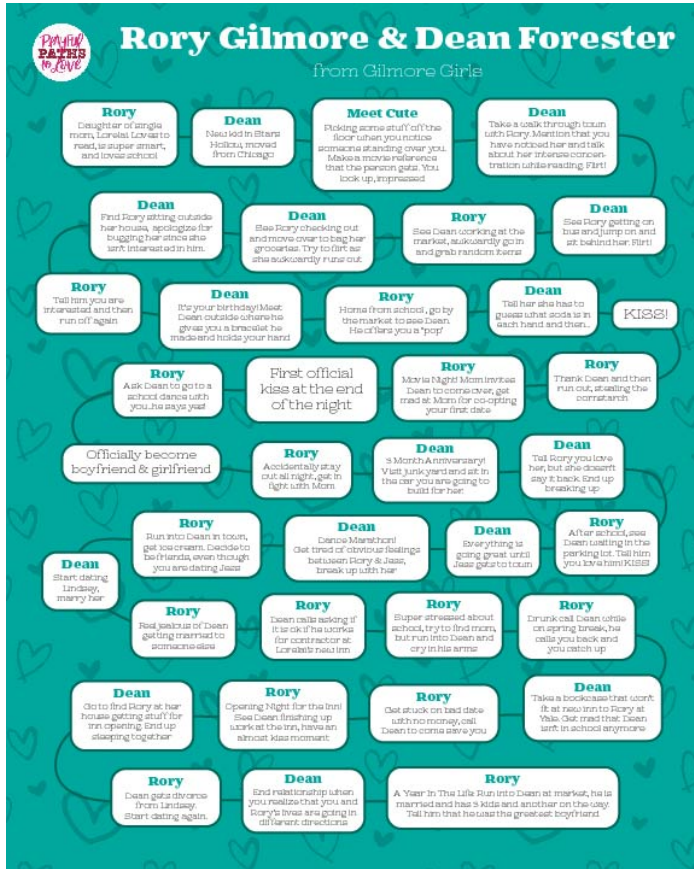 Playful
PATHS
to Love
Rory Gilmore & Dean Forester
from Gilmore Girls
Rory
Daughter of single
mom, Lorelai. Loves to
read, is super smart,
and loves school
Dean
New kid in Stars
Hollow, moved
from Chicago
Meet Cute
Picking some stuff off the
floor when you notice
someone standing over you.
Make a movie reference
that the person gets. You
look up, impressed
Dean
Take a walk through town
with Rory. Mention that you
have noticed her and talk
about her intense concen-
tration while reading. Flirt!
Dean
See Rory getting on
bus and jump on and
sit behind her. Flirt!
Rory
See Dean working at the
market, awkwardly go in
and grab random items
Dean
See Rory checking out
and move over to bag her
groceries. Try to flirt as
she awkwardly runs out
Dean
Find Rory sitting outside
her house, apologize for
bugging her since she
isn't interested in him.
Rory
Tell him you are
interested and then
run off again
Dean
It's your birthday! Meet
Dean outside where he
gives you a bracelet he
made and holds your hand
Rory
Home from school, go by
the market to see Dean.
He offers you a "pop"
Dean
Tell her she has to
guess what soda is in
each hand and then...
KISS!
Rory
Thank Dean and then
run out, stealing the
cornstarch
Rory
Movie Night! Mom invites
Dean to come over, get
mad at Mom for co-opting
your first date
First official
kiss at the end
of the night
Rory
Ask Dean to go to a
school dance with
you...he says yes!
Officially become
boyfriend & girlfriend
Rory
Accidentally stay
out all night, get in
fight with Mom
Dean
3 Month Anniversary!
Visit junk yard and sit in
the car you are going to
build for her.
Dean
Tell Rory you love
her, but she doesn't
say it back. End up
breaking up
Rory
After school, see
Dean waiting in the
parking lot. Tell him
you love him! KISS!
Dean
Everything is
going great until
Jess gets to town
Dean
Dance Marathon!
Get tired of obvious feelings
between Rory & Jess,
break up with her
Rory
Run into Dean in town,
get ice cream. Decide to
be friends, even though
you are dating Jess
Dean
Start dating
Lindsey,
marry her
Rory
Feel jealous of Dean
getting married to
someone else
Rory
Dean calls asking if
it is ok if he works
for contractor at
Lorelai's new inn
Rory
Super stressed about
school, try to find mom,
but run into Dean and
cry in his arms
Rory
Drunk call Dean while
on spring break, he
calls you back and
you catch up
Dean
Take a bookcase that won't
fit at new inn to Rory at
Yale. Get mad that Dean
isn't in school anymore
Rory
Get stuck on bad date
with no money, call
Dean to come save you
Rory
Opening Night for the Inn!
See Dean finishing up
work at the inn, have an
almost kiss moment
Dean
Go to find Rory at her
house getting stuff for
inn opening. End up
sleeping together
Rory
Dean gets divorce
from Lindsey.
Start dating again.
Dean
End relationship when
you realize that you and
Rory's lives are going in
different directions
Rory
A Year In The Life: Run into Dean at market, he is
married and has 3 kids and another on the way.
Tell him that he was the greatest boyfriend